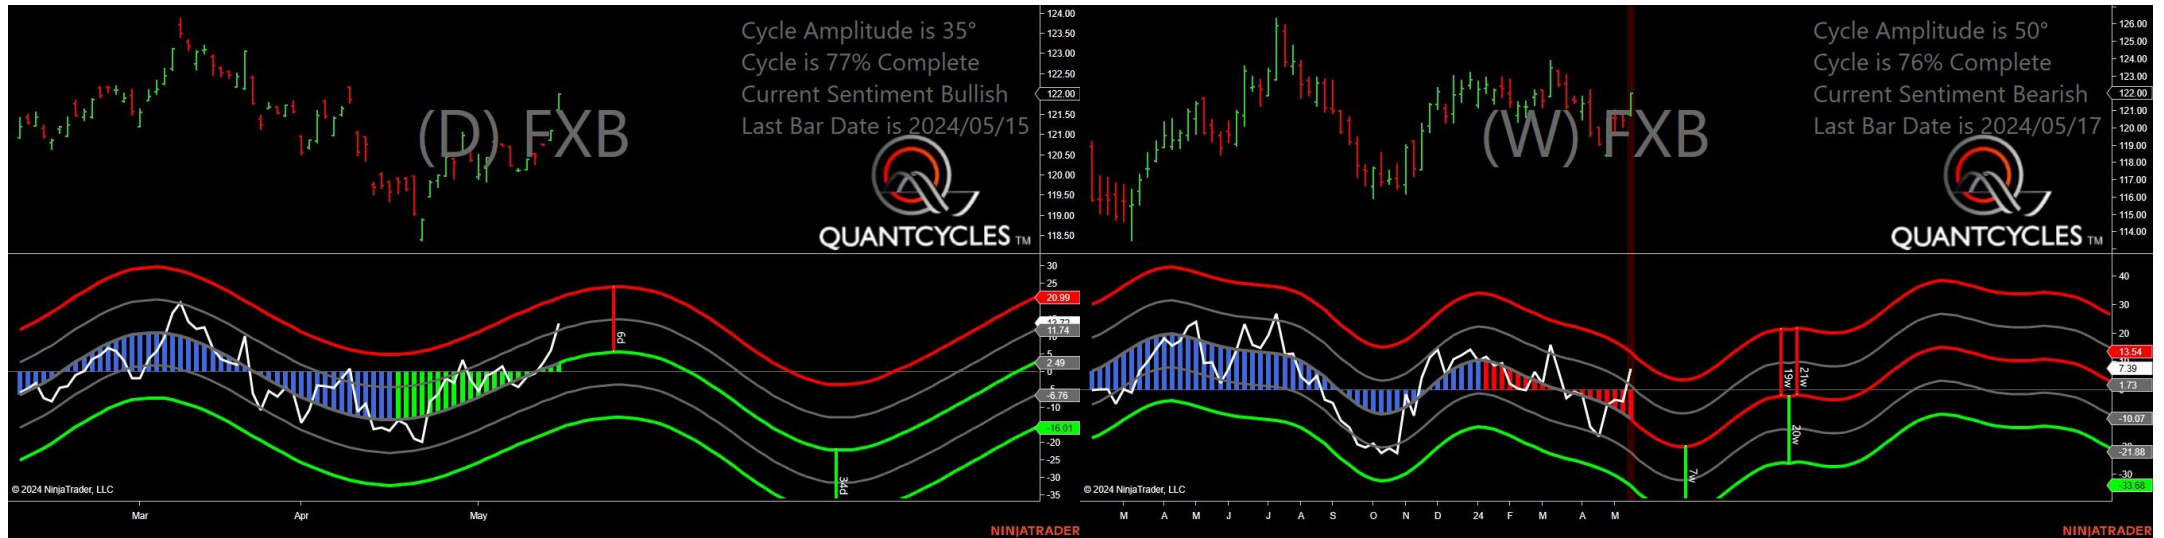 Cycle Amplitude is 35°
Cycle is 77% Complete
Current Sentiment Bullish
Last Bar Date is 2024/05/15
(D) FXB
QUANTCYCLES TM
124.00
123.50
123.00
122.50
122.00
121.50
121.00
120.50
120.00
119.50
119.00
118.50
30
25
20.99
11.74
5
2.49
0
-5
-6.76
-10
-16.01
-20
-25
-30
-35
6d
34d
© 2024 NinjaTrader, LLC
Mar
Apr
May
NINJATRADER
Cycle Amplitude is 50°
Cycle is 76% Complete
Current Sentiment Bearish
Last Bar Date is 2024/05/17
(W) FXB
QUANTCYCLES TM
126.00
125.00
124.00
123.00
122.00
121.00
120.00
119.00
118.00
117.00
116.00
115.00
114.00
40
30
20
13.54
7.39
1.73
-10.07
-21.88
-30
-33.68
19w
21w
20w
7w
© 2024 NinjaTrader, LLC
M A M J J A S O N D 24 F M A M
NINJATRADER